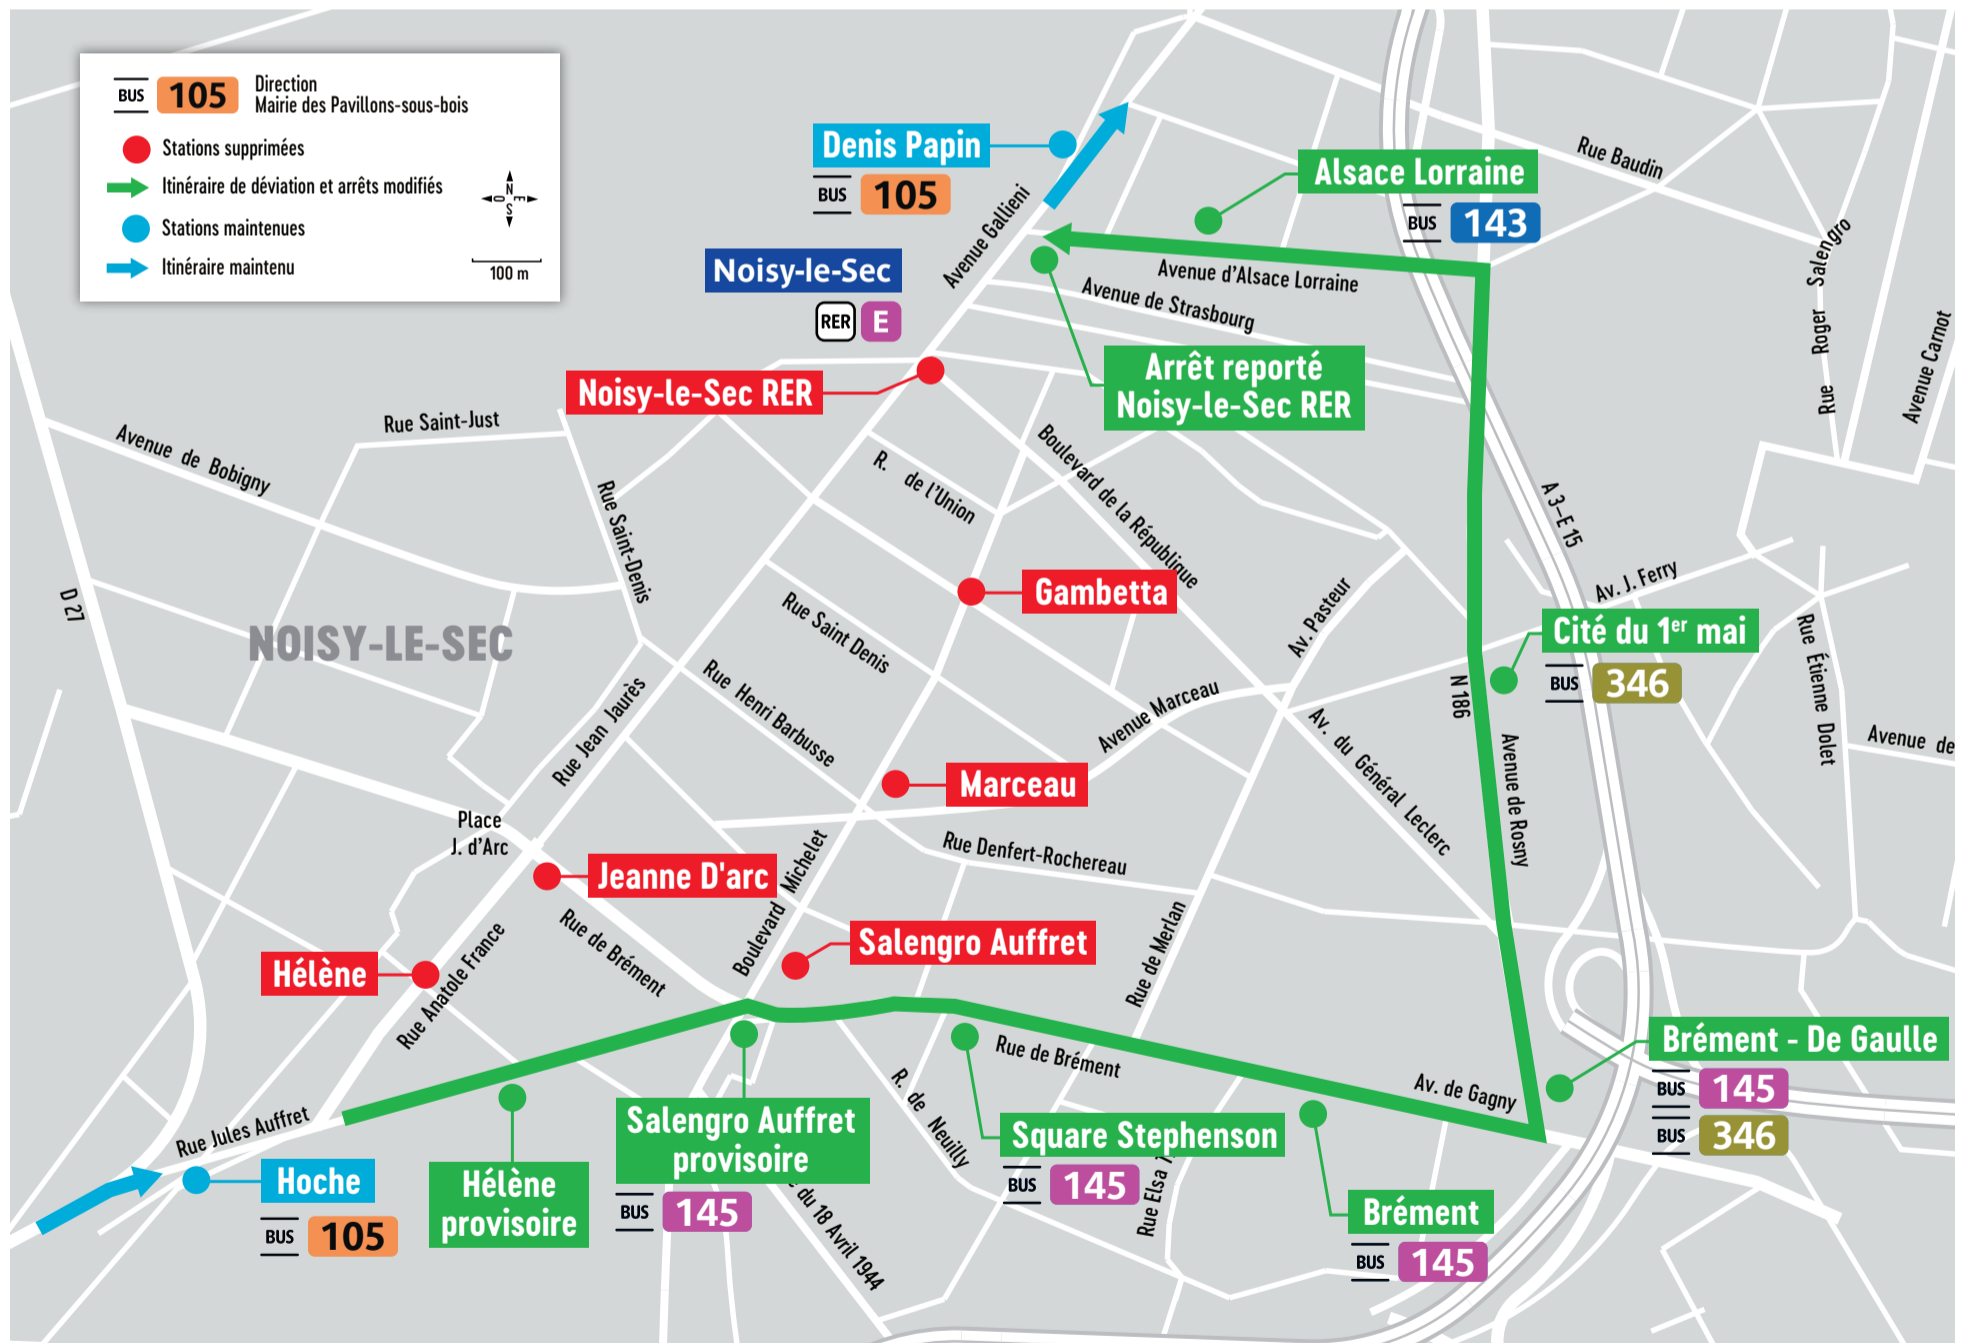 BUS 105 Direction
Mairie des Pavillons-sous-bois
Stations supprimées
Itinéraire de déviation et arrêts modifiés
Stations maintenues
Itinéraire maintenu
N
O E
S
100 m
Denis Papin
BUS 105
Alsace Lorraine
BUS 143
Rue Baudin
Avenue Gallieni
Noisy-le-Sec
RER E
Avenue d'Alsace Lorraine
Avenue de Strasbourg
Rue Roger Salengro
Avenue Carnot
Arrêt reporté
Noisy-le-Sec RER
Noisy-le-Sec RER
Rue Saint-Just
Avenue de Bobigny
Rue Saint-Denis
R. de l'Union
Boulevard de la République
A 3–E 15
D 27
NOISY-LE-SEC
Gambetta
Rue Saint Denis
Av. Pasteur
Av. J. Ferry
Cité du 1er mai
BUS 346
Rue Étienne Dolet
Avenue de
N 186
Avenue de Rosny
Rue Henri Barbusse
Rue Jean Jaurès
Avenue Marceau
Av. du Général Leclerc
Marceau
Place
J. d'Arc
Rue Denfert-Rochereau
Jeanne D'arc
Boulevard Michelet
Rue de Brément
Salengro Auffret
Rue de Merlan
Hélène
Rue Anatole France
Rue de Brément
Av. de Gagny
Brément - De Gaulle
BUS 145
BUS 346
R. de Neuilly
Rue Jules Auffret
Hoche
BUS 105
Hélène
provisoire
Salengro Auffret
provisoire
BUS 145
du 18 Avril 1944
Square Stephenson
BUS 145
Rue Elsa
Brément
BUS 145